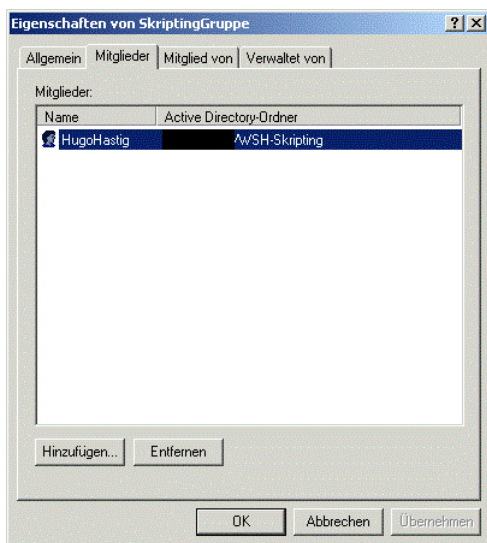 Eigenschaften von SkriptingGruppe
Allgemein Mitglieder Mitglied von Verwaltet von
Mitglieder:
Name Active Directory-Ordner
HugoHastig /WSH-Skripting
Hinzufügen... Entfernen
OK Abbrechen Übernehmen